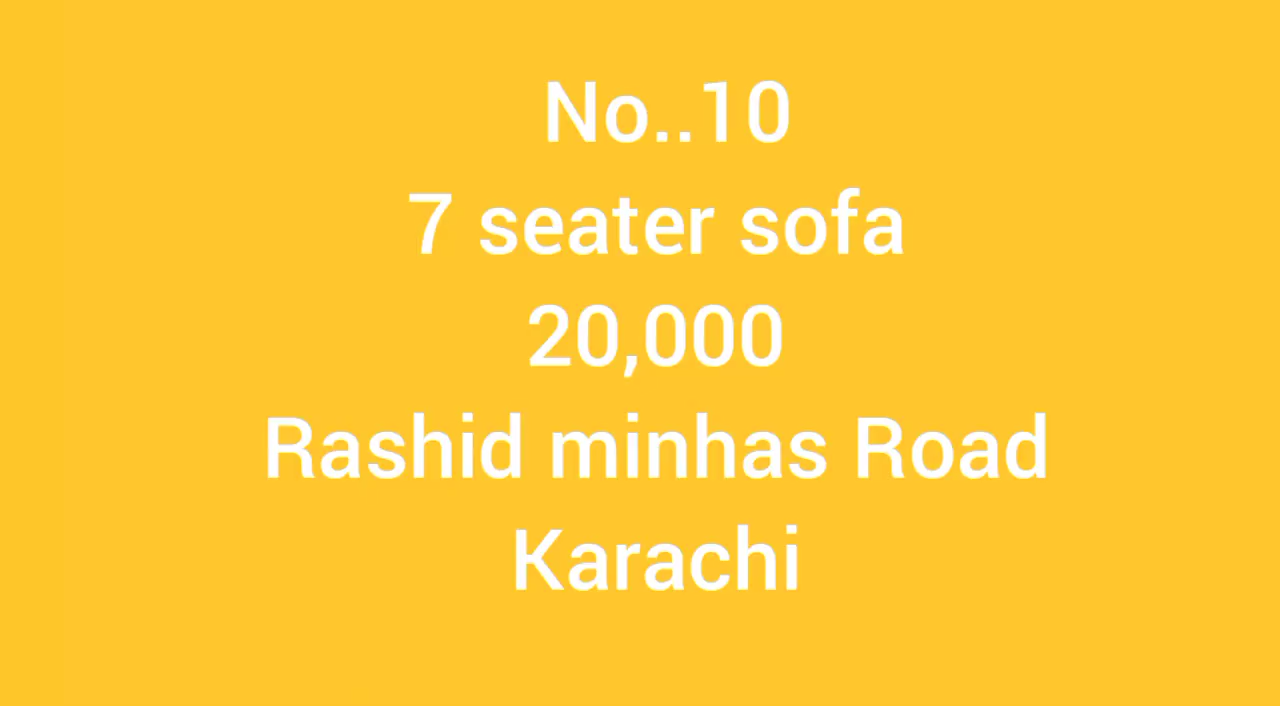 No..10
7 seater sofa
20,000
Rashid minhas Road
Karachi